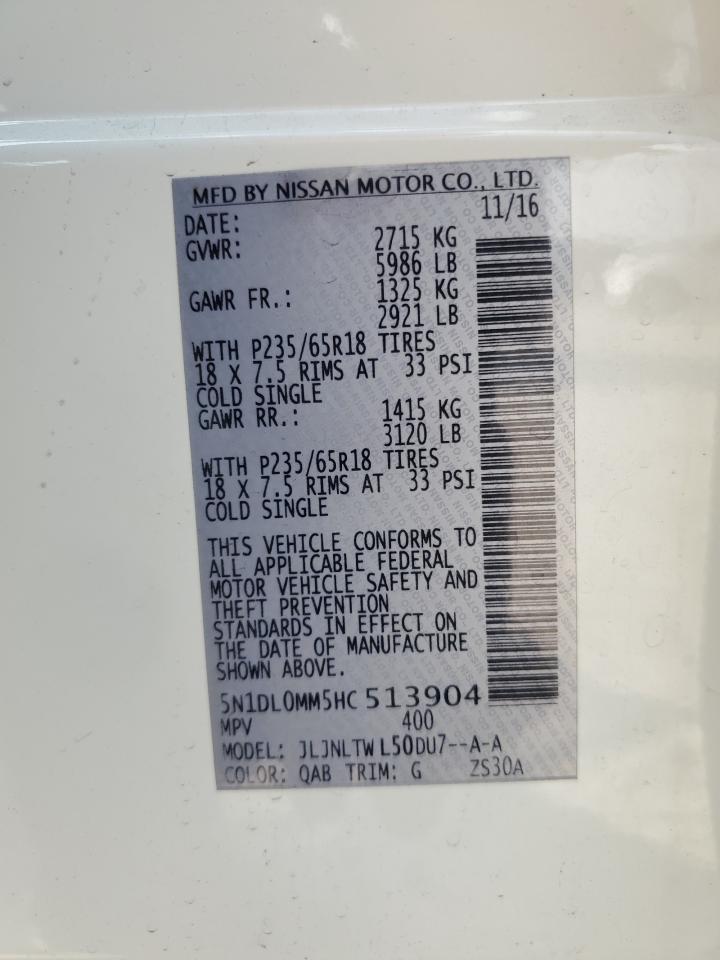 MFD BY NISSAN MOTOR CO., LTD.
DATE: 11/16
GVWR: 2715 KG
5986 LB
GAWR FR.: 1325 KG
2921 LB
WITH P235/65R18 TIRES
18 X 7.5 RIMS AT 33 PSI
COLD SINGLE
GAWR RR.: 1415 KG
3120 LB
WITH P235/65R18 TIRES
18 X 7.5 RIMS AT 33 PSI
COLD SINGLE
THIS VEHICLE CONFORMS TO
ALL APPLICABLE FEDERAL
MOTOR VEHICLE SAFETY AND
THEFT PREVENTION
STANDARDS IN EFFECT ON
THE DATE OF MANUFACTURE
SHOWN ABOVE.
5N1DL0MM5HC 513904
MPV 400
MODEL: JLJNLTW L50DU7--A-A
COLOR: QAB TRIM: G ZS30A